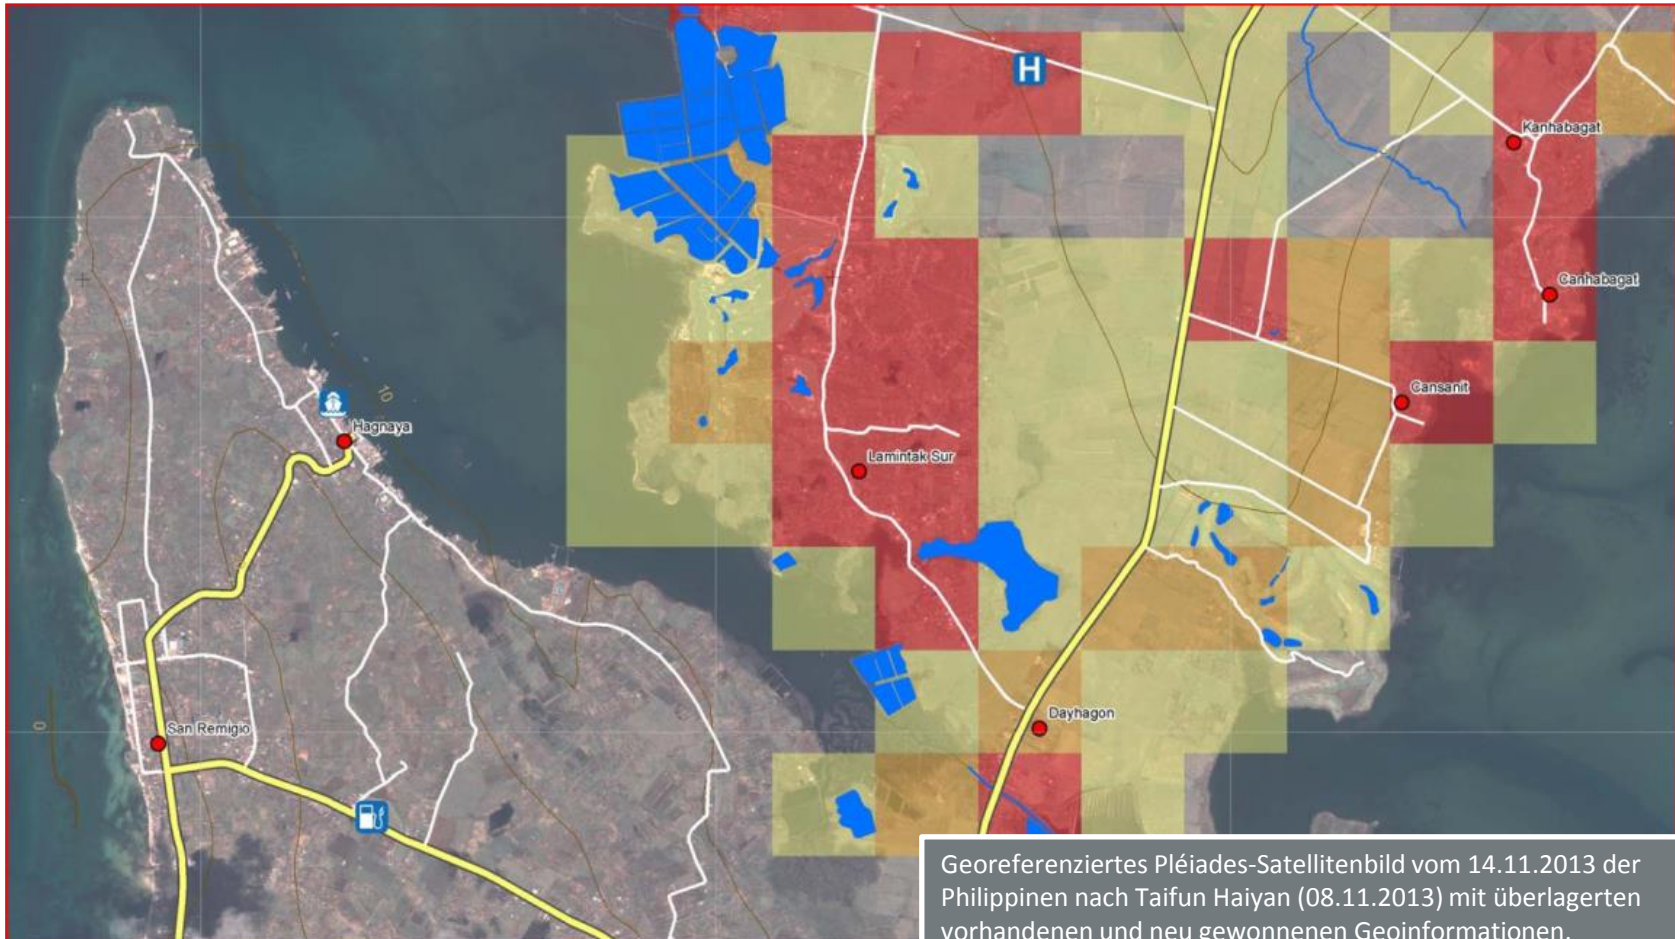 H
Kanhabagat
Canhabagat
Cansanit
10
Hagnaya
Lamintak Sur
0
San Remigio
Dayhagon
Georeferenziertes Pléiades-Satellitenbild vom 14.11.2013 der
Philippinen nach Taifun Haiyan (08.11.2013) mit überlagerten
vorhandenen und neu gewonnenen Geoinformationen.